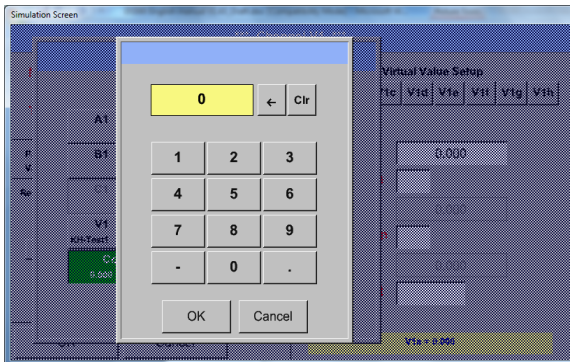 Simulation Screen
Virtual Value Setup
V1c V1d V1e V1f V1g V1h
0 ← Clr
A1
B1
0.000
1 2 3
C1
4 5 6
0.000
V1
7 8 9
KH-Test1
- 0 .
0.000
0.000
OK Cancel
V1a = 0.000
Cancel